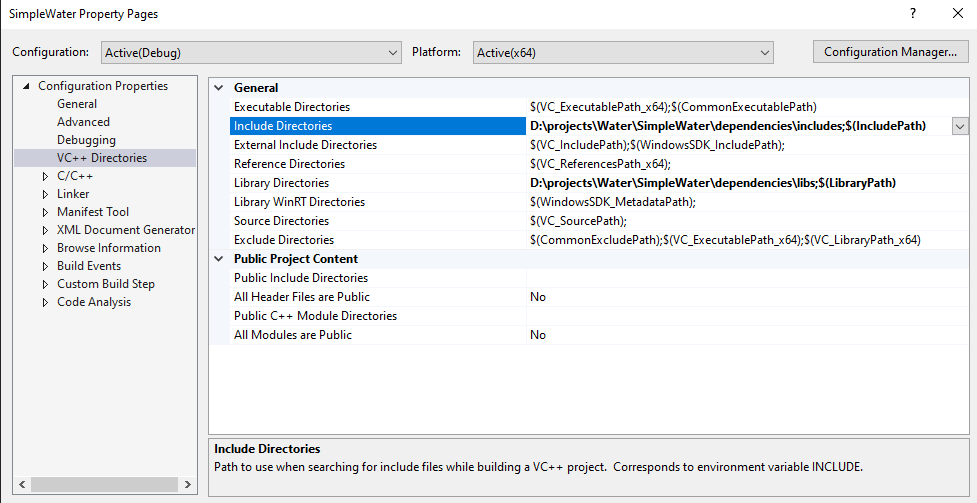 SimpleWater Property Pages
?
Configuration: Active(Debug) Platform: Active(x64) Configuration Manager...
Configuration Properties
General
Advanced
Debugging
VC++ Directories
C/C++
Linker
Manifest Tool
XML Document Generator
Browse Information
Build Events
Custom Build Step
Code Analysis
General
Executable Directories $(VC_ExecutablePath_x64);$(CommonExecutablePath)
Include Directories D:\projects\Water\SimpleWater\dependencies\includes;$(IncludePath)
External Include Directories $(VC_IncludePath);$(WindowsSDK_IncludePath);
Reference Directories $(VC_ReferencesPath_x64);
Library Directories D:\projects\Water\SimpleWater\dependencies\libs;$(LibraryPath)
Library WinRT Directories $(WindowsSDK_MetadataPath);
Source Directories $(VC_SourcePath);
Exclude Directories $(CommonExcludePath);$(VC_ExecutablePath_x64);$(VC_LibraryPath_x64)
Public Project Content
Public Include Directories
All Header Files are Public No
Public C++ Module Directories
All Modules are Public No
Include Directories
Path to use when searching for include files while building a VC++ project.  Corresponds to environment variable INCLUDE.